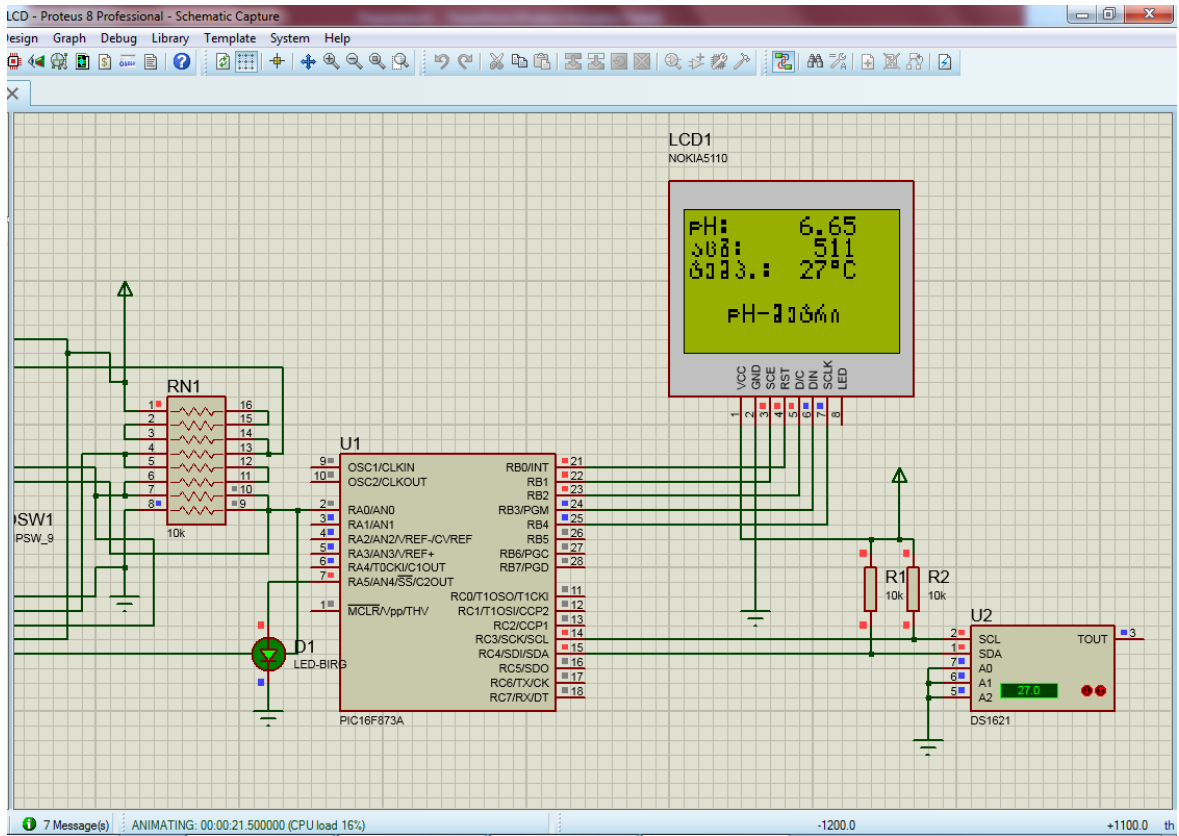 LCD - Proteus 8 Professional - Schematic Capture
Design Graph Debug Library Template System Help
LCD1
NOKIA5110
pH: 6.65
აცგ: 511
ტემპ.: 27°C
pH-მეტრი
VCC GND SCE RST D/C DIN SCLK LED
1 2 3 4 5 6 7 8
RN1
1 16
2 15
3 14
4 13
5 12
6 11
7 10
8 9
10k
U1
9 OSC1/CLKIN RB0/INT 21
10 OSC2/CLKOUT RB1 22
RB2 23
2 RA0/AN0 RB3/PGM 24
3 RA1/AN1 RB4 25
4 RA2/AN2/VREF-/CVREF RB5 26
5 RA3/AN3/VREF+ RB6/PGC 27
6 RA4/T0CKI/C1OUT RB7/PGD 28
7 RA5/AN4/SS/C2OUT
RC0/T1OSO/T1CKI 11
1 MCLR/Vpp/THV RC1/T1OSI/CCP2 12
RC2/CCP1 13
RC3/SCK/SCL 14
RC4/SDI/SDA 15
RC5/SDO 16
RC6/TX/CK 17
RC7/RX/DT 18
PIC16F873A
DSW1
IPSW_9
D1
LED-BIRG
R1
10k
R2
10k
U2
2 SCL TOUT 3
1 SDA
7 A0
6 A1
5 A2
27.0
DS1621
7 Message(s) ANIMATING: 00:00:21.500000 (CPU load 16%) -1200.0 +1100.0 th